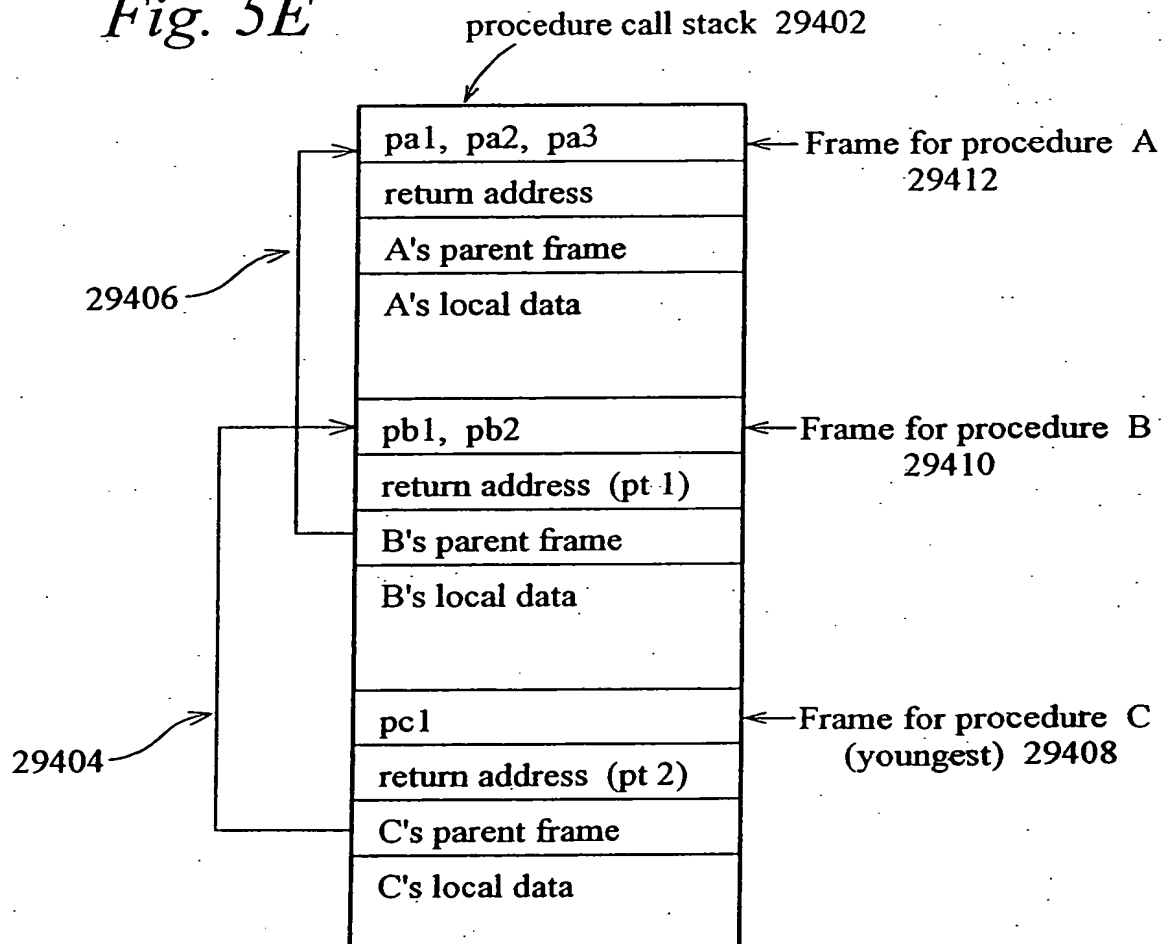 Fig. 5E
procedure call stack 29402
pa1, pa2, pa3
Frame for procedure A
29412
return address
A's parent frame
29406
A's local data
pb1, pb2
Frame for procedure B
29410
return address (pt 1)
B's parent frame
B's local data
pc1
Frame for procedure C
(youngest) 29408
29404
return address (pt 2)
C's parent frame
C's local data